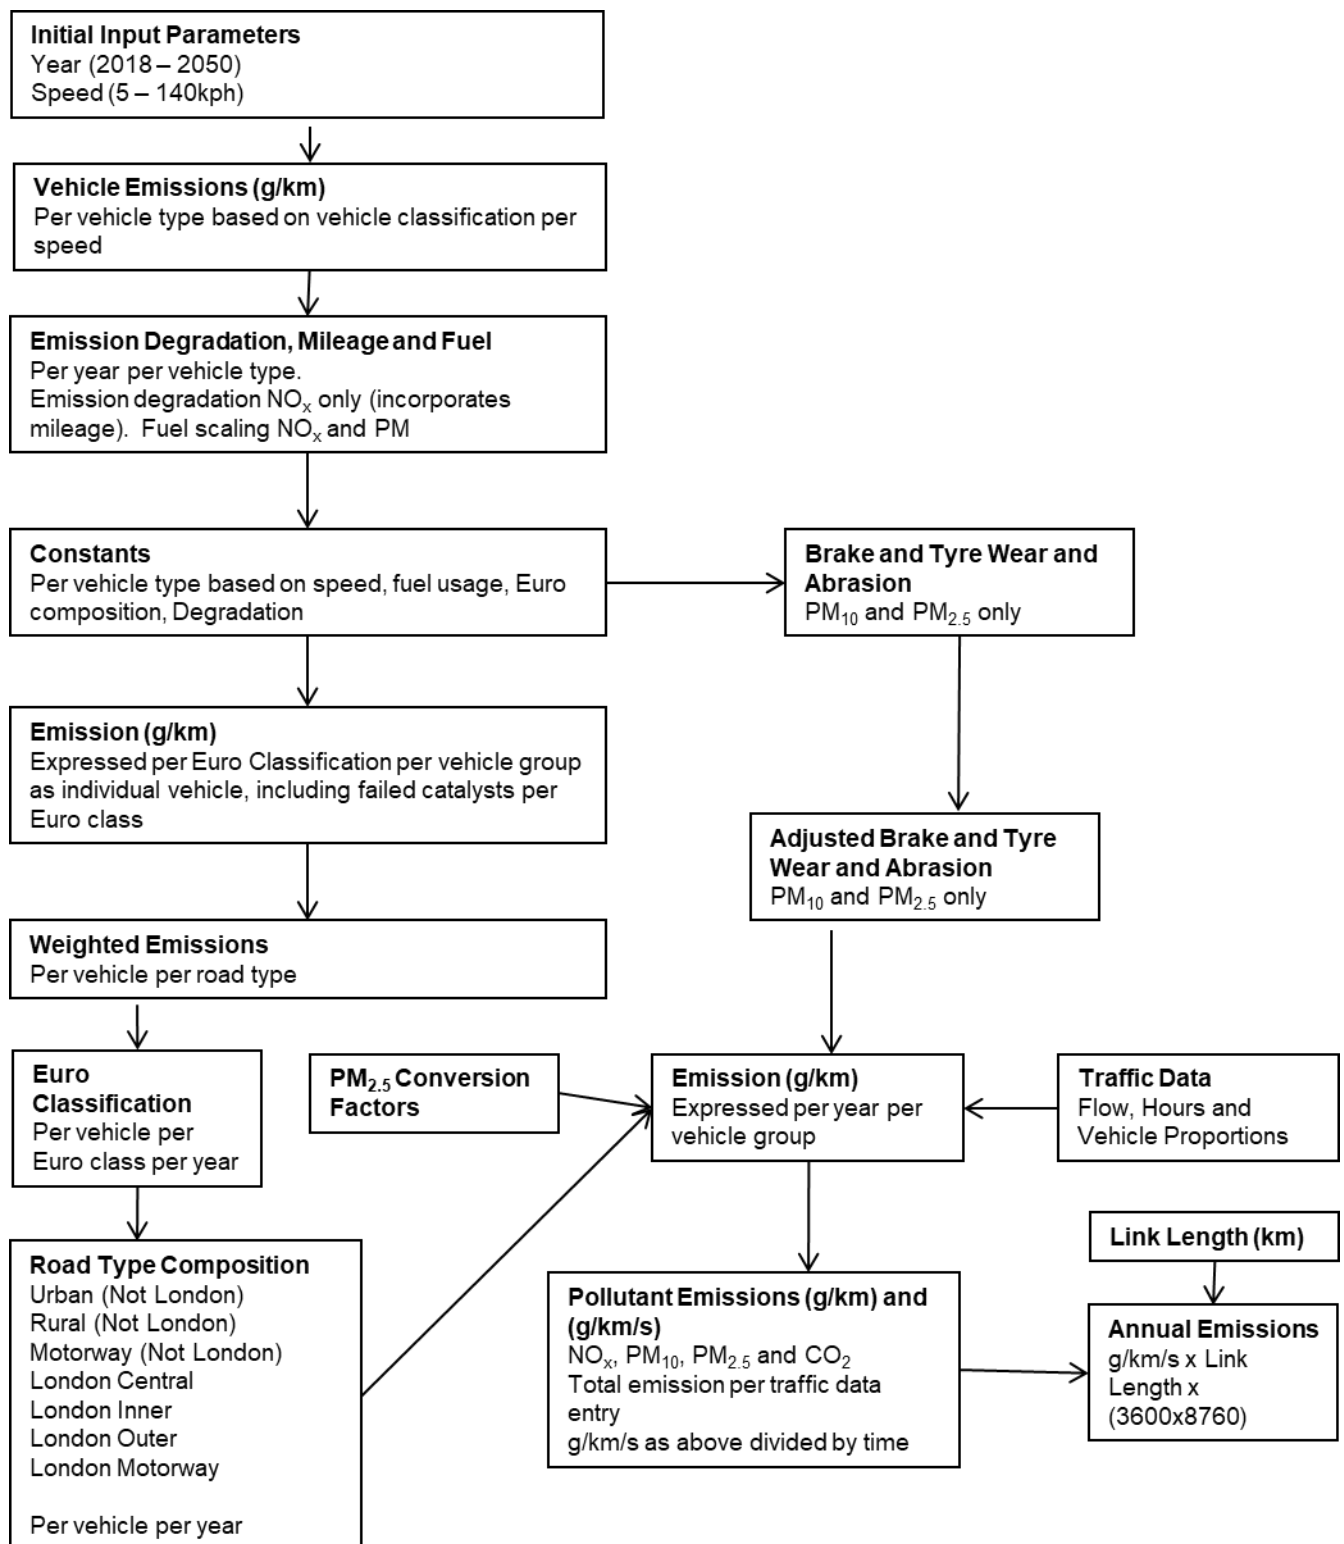 Initial Input Parameters
Year (2018 – 2050)
Speed (5 – 140kph)
Vehicle Emissions (g/km)
Per vehicle type based on vehicle classification per
speed
Emission Degradation, Mileage and Fuel
Per year per vehicle type.
Emission degradation NOx only (incorporates
mileage).  Fuel scaling NOx and PM
Constants
Per vehicle type based on speed, fuel usage, Euro
composition, Degradation
Brake and Tyre Wear and
Abrasion
PM10 and PM2.5 only
Emission (g/km)
Expressed per Euro Classification per vehicle group
as individual vehicle, including failed catalysts per
Euro class
Adjusted Brake and Tyre
Wear and Abrasion
PM10 and PM2.5 only
Weighted Emissions
Per vehicle per road type
Euro
Classification
Per vehicle per
Euro class per year
PM2.5 Conversion
Factors
Emission (g/km)
Expressed per year per
vehicle group
Traffic Data
Flow, Hours and
Vehicle Proportions
Road Type Composition
Urban (Not London)
Rural (Not London)
Motorway (Not London)
London Central
London Inner
London Outer
London Motorway
Per vehicle per year
Pollutant Emissions (g/km) and
(g/km/s)
NOx, PM10, PM2.5 and CO2
Total emission per traffic data
entry
g/km/s as above divided by time
Link Length (km)
Annual Emissions
g/km/s x Link
Length x
(3600x8760)